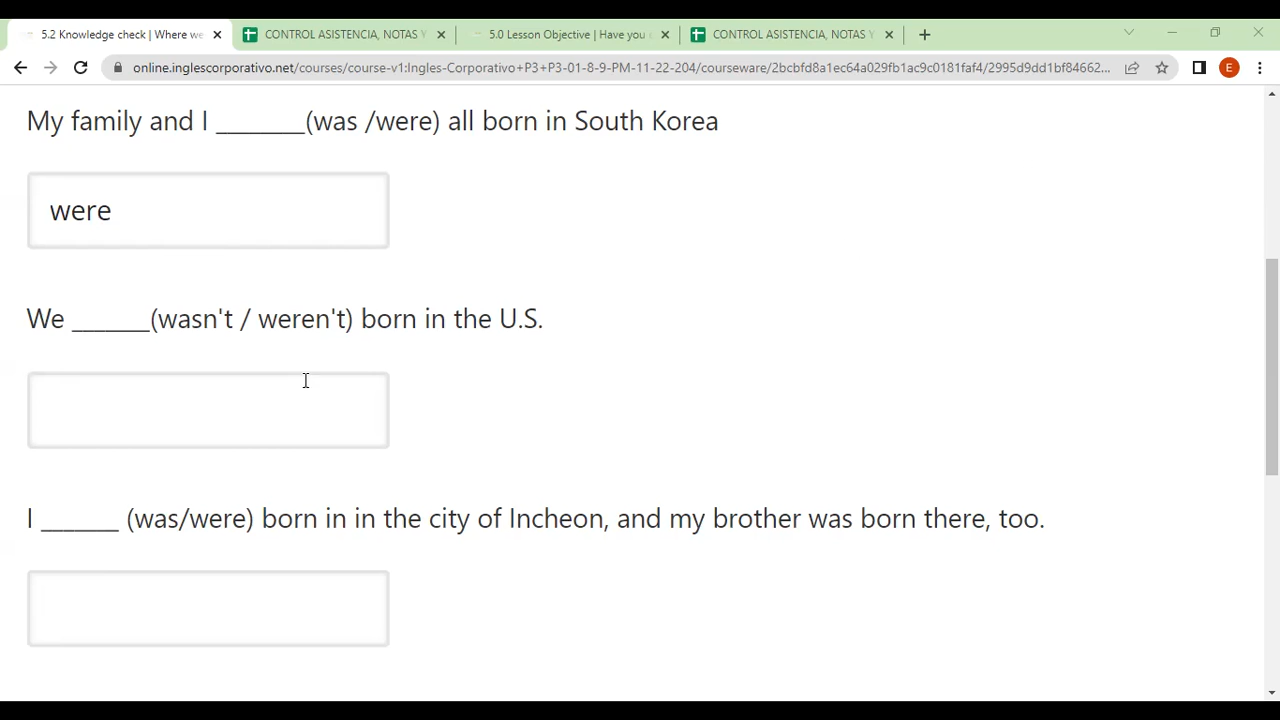 5.2 Knowledge check | Where we
CONTROL ASISTENCIA, NOTAS Y
5.0 Lesson Objective | Have you
CONTROL ASISTENCIA, NOTAS Y
online.inglescorporativo.net/courses/course-v1:Ingles-Corporativo+P3+P3-01-8-9-PM-11-22-204/courseware/2bcbfd8a1ec64a029fb1ac9c0181faf4/2995d9dd1bf84662...
E
My family and I ________(was /were) all born in South Korea
were
We _______(wasn't / weren't) born in the U.S.
I _______ (was/were) born in in the city of Incheon, and my brother was born there, too.